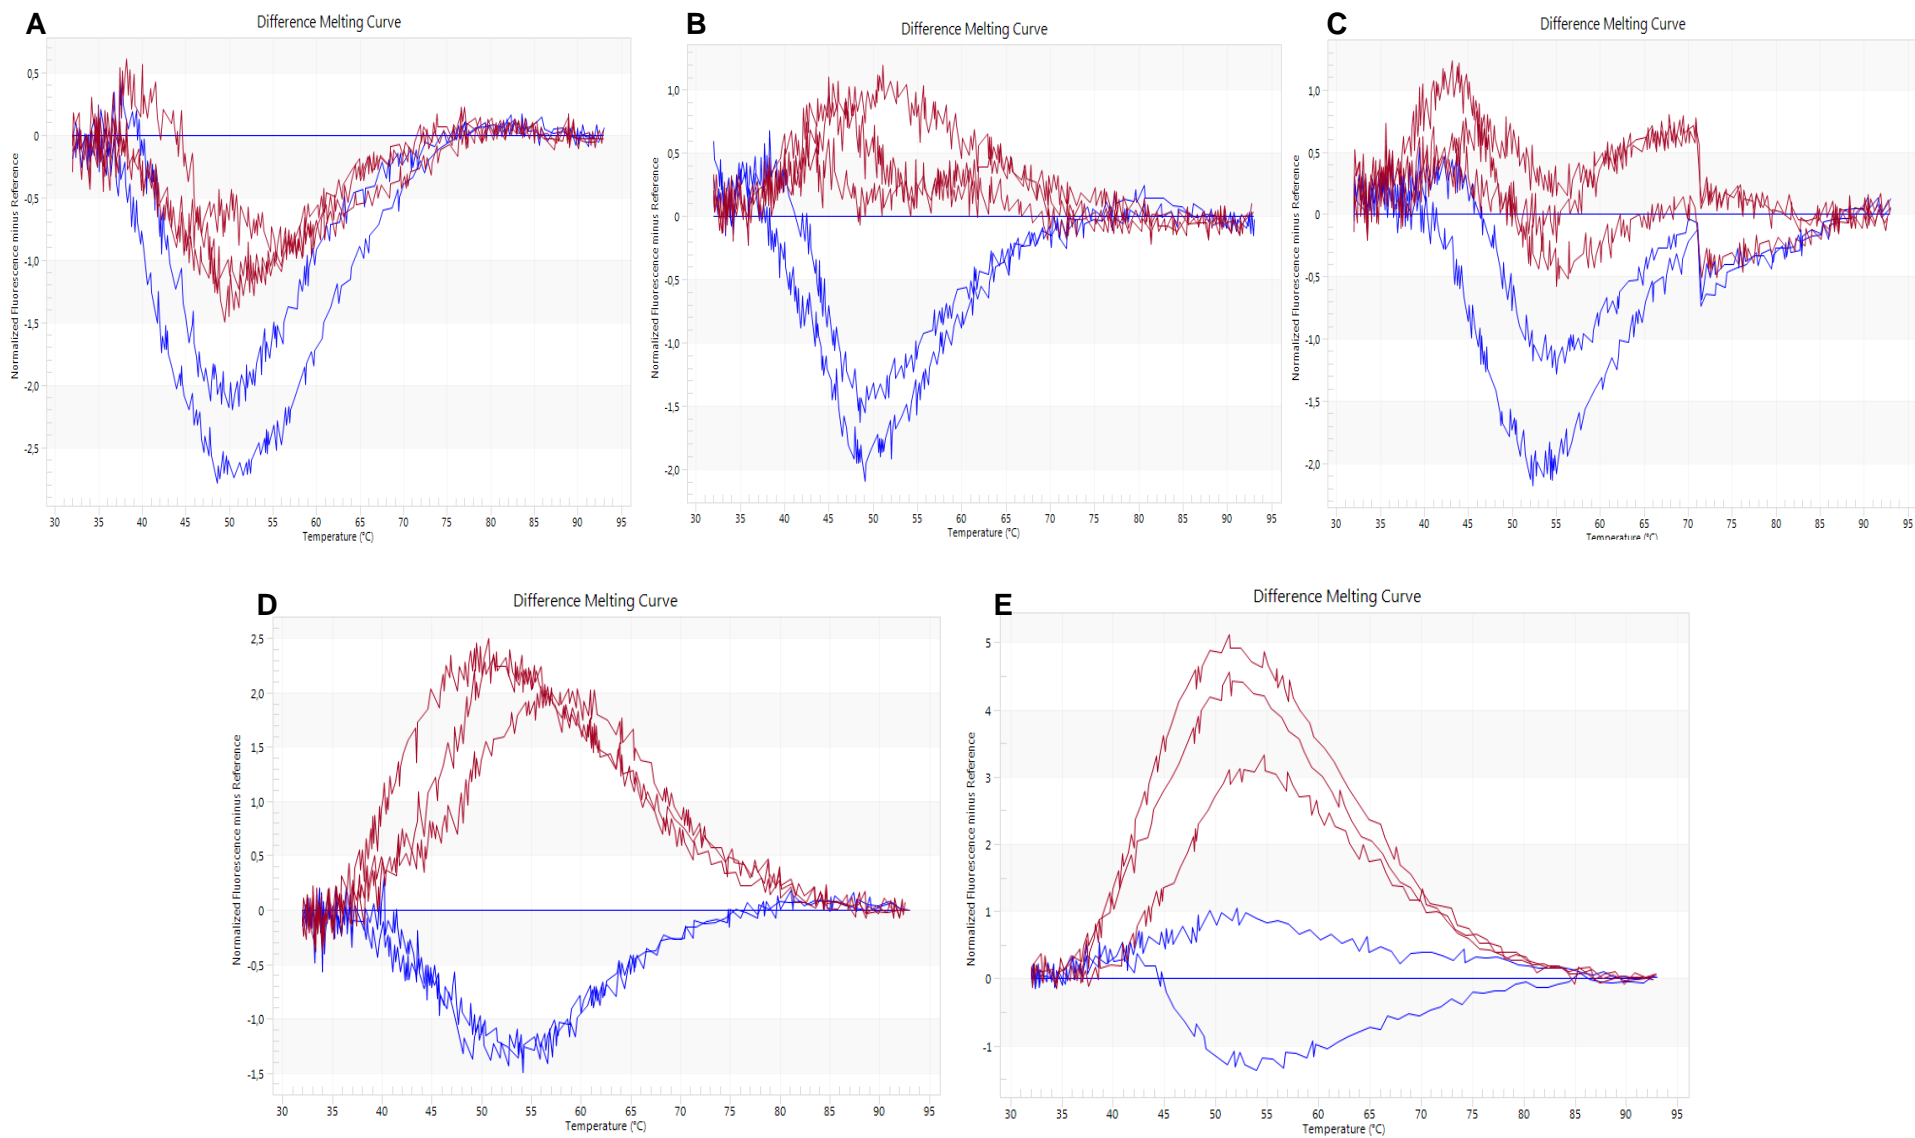 A
Difference Melting Curve
Normalized Fluorescence minus Reference
0,5
0
-0,5
-1,0
-1,5
-2,0
-2,5
30 35 40 45 50 55 60 65 70 75 80 85 90 95
Temperature (°C)
B
Difference Melting Curve
Normalized Fluorescence minus Reference
1,0
0,5
0
-0,5
-1,0
-1,5
-2,0
30 35 40 45 50 55 60 65 70 75 80 85 90 95
Temperature (°C)
C
Difference Melting Curve
Normalized Fluorescence minus Reference
1,0
0,5
0
-0,5
-1,0
-1,5
-2,0
30 35 40 45 50 55 60 65 70 75 80 85 90 95
Temperature (°C)
D
Difference Melting Curve
Normalized Fluorescence minus Reference
2,5
2,0
1,5
1,0
0,5
0
-0,5
-1,0
-1,5
30 35 40 45 50 55 60 65 70 75 80 85 90 95
Temperature (°C)
E
Difference Melting Curve
Normalized Fluorescence minus Reference
5
4
3
2
1
0
-1
30 35 40 45 50 55 60 65 70 75 80 85 90 95
Temperature (°C)